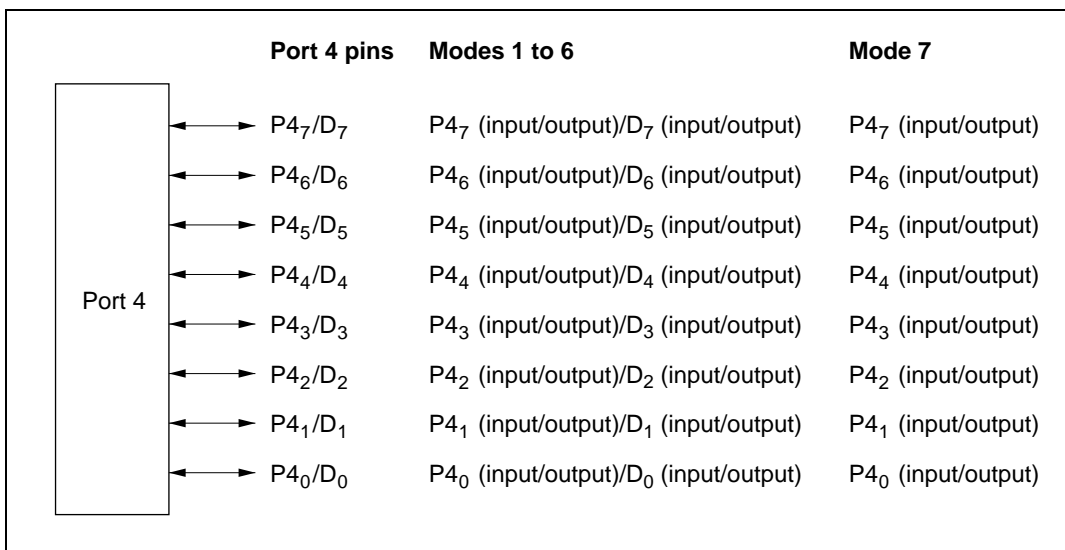 Port 4 pins Modes 1 to 6 Mode 7
P4₇/D₇ P4₇ (input/output)/D₇ (input/output) P4₇ (input/output)
P4₆/D₆ P4₆ (input/output)/D₆ (input/output) P4₆ (input/output)
P4₅/D₅ P4₅ (input/output)/D₅ (input/output) P4₅ (input/output)
P4₄/D₄ P4₄ (input/output)/D₄ (input/output) P4₄ (input/output)
Port 4
P4₃/D₃ P4₃ (input/output)/D₃ (input/output) P4₃ (input/output)
P4₂/D₂ P4₂ (input/output)/D₂ (input/output) P4₂ (input/output)
P4₁/D₁ P4₁ (input/output)/D₁ (input/output) P4₁ (input/output)
P4₀/D₀ P4₀ (input/output)/D₀ (input/output) P4₀ (input/output)